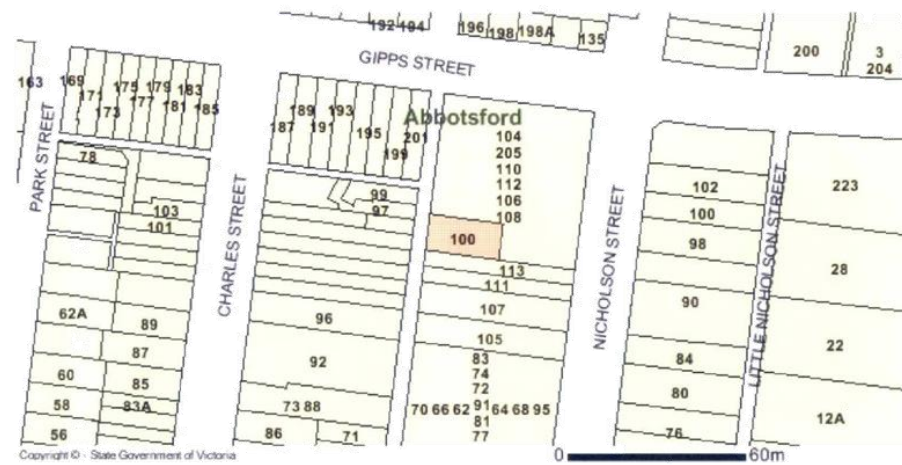 192 194
196 198 198A 135
200 3
204
GIPPS STREET
163 169 171 173 175 177 179 181 183 185
187 189 191 193 195 199 201
Abbotsford
104
205
110
112
106
108
100
PARK STREET
78
103
101
62A 89
87
60 85
58 83A
56
CHARLES STREET
99
97
96
92
73 88
86 71
113
111
107
105
83
74
72
70 66 62 91 64 68 95
81
77
NICHOLSON STREET
102
100
98
90
84
80
76
LITTLE NICHOLSON STREET
223
28
22
12A
Copyright © - State Government of Victoria
0 60m